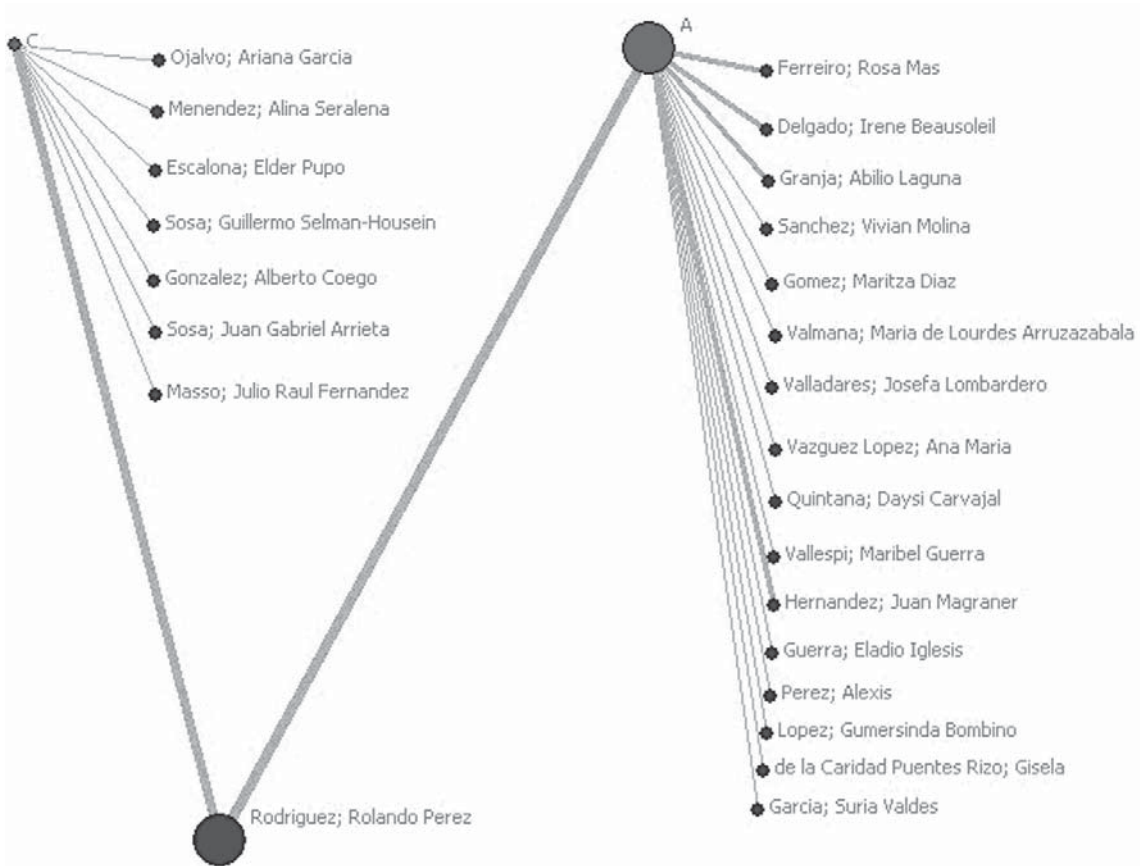 C
Ojalvo; Ariana Garcia
Menendez; Alina Seralena
Escalona; Elder Pupo
Sosa; Guillermo Selman-Housein
Gonzalez; Alberto Coego
Sosa; Juan Gabriel Arrieta
Masso; Julio Raul Fernandez
Rodriguez; Rolando Perez
A
Ferreiro; Rosa Mas
Delgado; Irene Beausoleil
Granja; Abilio Laguna
Sanchez; Vivian Molina
Gomez; Maritza Diaz
Valmana; Maria de Lourdes Arruzazabala
Valladares; Josefa Lombardero
Vazguez Lopez; Ana Maria
Quintana; Daysi Carvajal
Vallespi; Maribel Guerra
Hernandez; Juan Magraner
Guerra; Eladio Iglesis
Perez; Alexis
Lopez; Gumersinda Bombino
de la Caridad Puentes Rizo; Gisela
Garcia; Suria Valdes